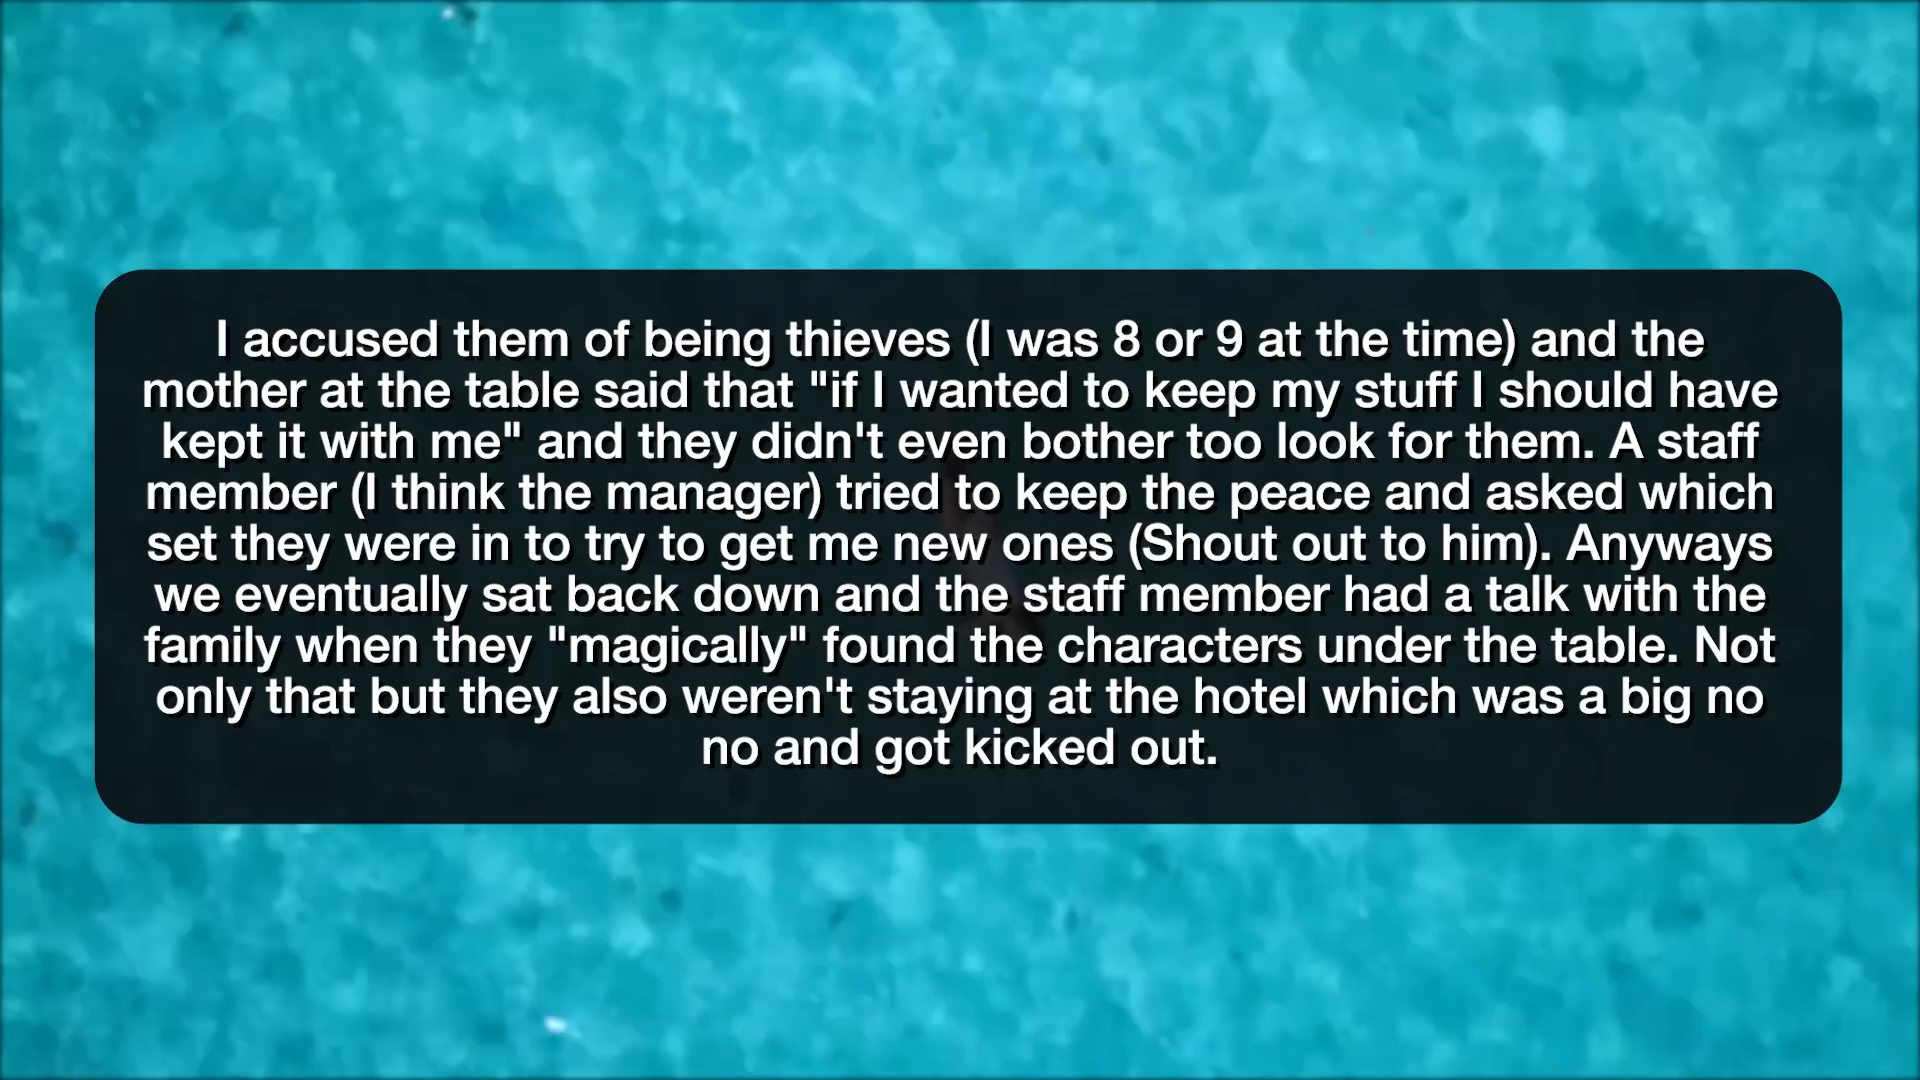 I accused them of being thieves (I was 8 or 9 at the time) and the
mother at the table said that "if I wanted to keep my stuff I should have
kept it with me" and they didn't even bother too look for them. A staff
member (I think the manager) tried to keep the peace and asked which
set they were in to try to get me new ones (Shout out to him). Anyways
we eventually sat back down and the staff member had a talk with the
family when they "magically" found the characters under the table. Not
only that but they also weren't staying at the hotel which was a big no
no and got kicked out.